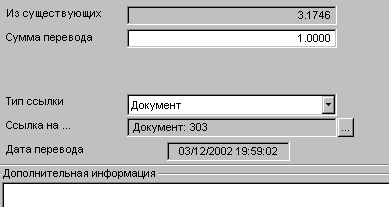 Из существующих 3.1746
Сумма перевода 1.0000
Тип ссылки Документ
Ссылка на ... Документ: 303 ...
Дата перевода 03/12/2002 19:59:02
Дополнительная информация